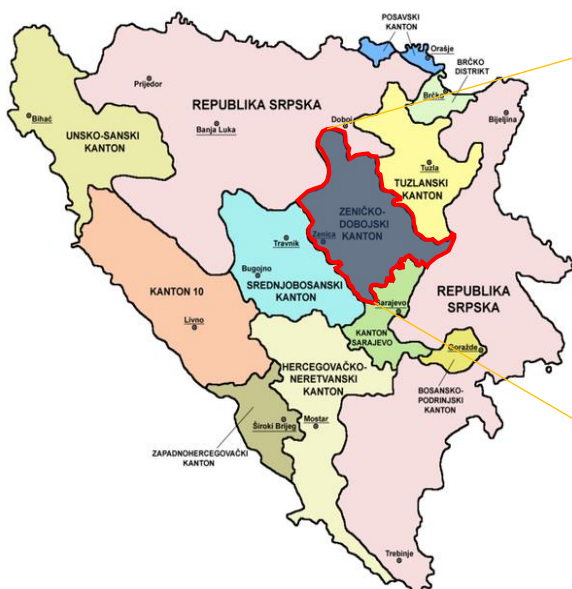 POSAVSKI
KANTON
Orašje
BRČKO
DISTRIKT
Prijedor
REPUBLIKA SRPSKA
Brčko
Bihać
Banja Luka
Doboj
Bijeljina
UNSKO-SANSKI
KANTON
Tuzla
TUZLANSKI
KANTON
ZENIČKO-
DOBOJSKI
KANTON
Travnik
Zenica
Bugojno
SREDNJOBOSANSKI
KANTON
KANTON 10
REPUBLIKA
SRPSKA
Sarajevo
Livno
KANTON
SARAJEVO
Goražde
HERCEGOVAČKO-
NERETVANSKI
KANTON
BOSANSKO-
PODRINJSKI
KANTON
Široki Brijeg
Mostar
ZAPADNOHERCEGOVAČKI
KANTON
Trebinje